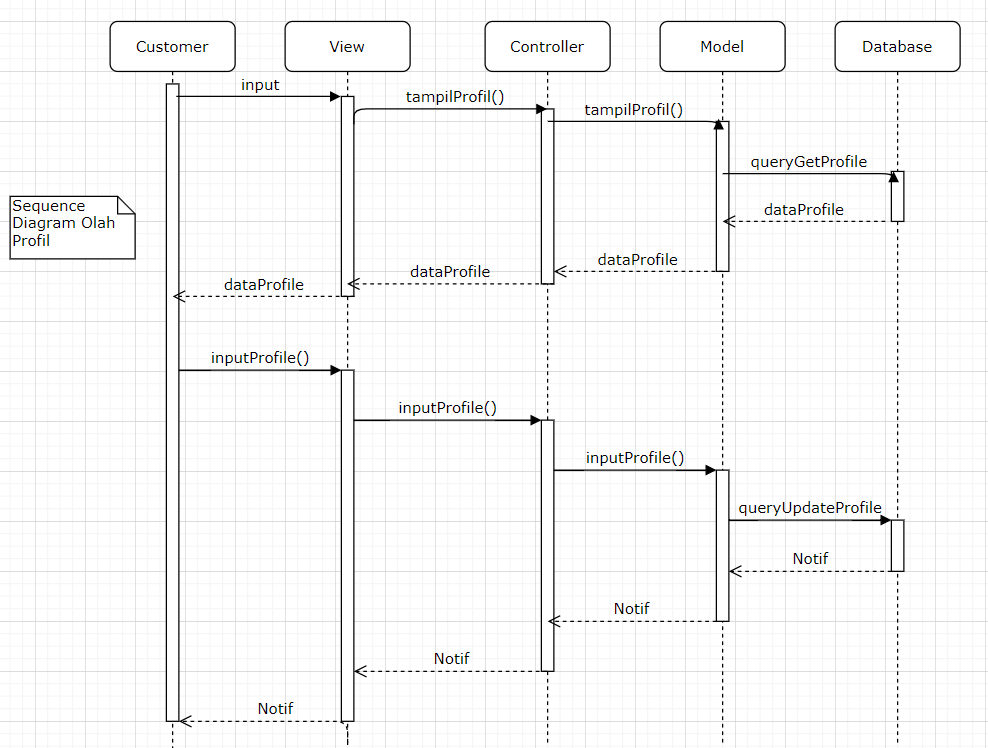 Customer
View
Controller
Model
Database
input
tampilProfil()
tampilProfil()
queryGetProfile
Sequence
Diagram Olah
Profil
dataProfile
dataProfile
dataProfile
dataProfile
inputProfile()
inputProfile()
inputProfile()
queryUpdateProfile
Notif
Notif
Notif
Notif